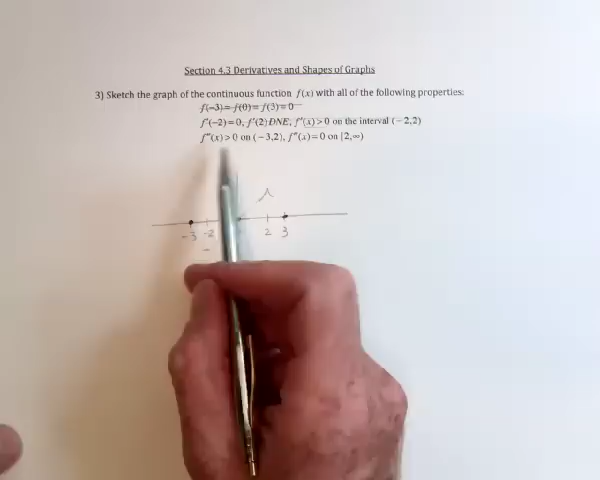 Section 4.3 Derivatives and Shapes of Graphs
3) Sketch the graph of the continuous function f(x) with all of the following properties:
f(−3)=f(0)=f(3)=0
f'(−2)=0, f'(2) DNE, f'(x)>0 on the interval (−2,2)
f''(x)>0 on (−3,2), f''(x)=0 on [2,∞)
-3 -2 2 3